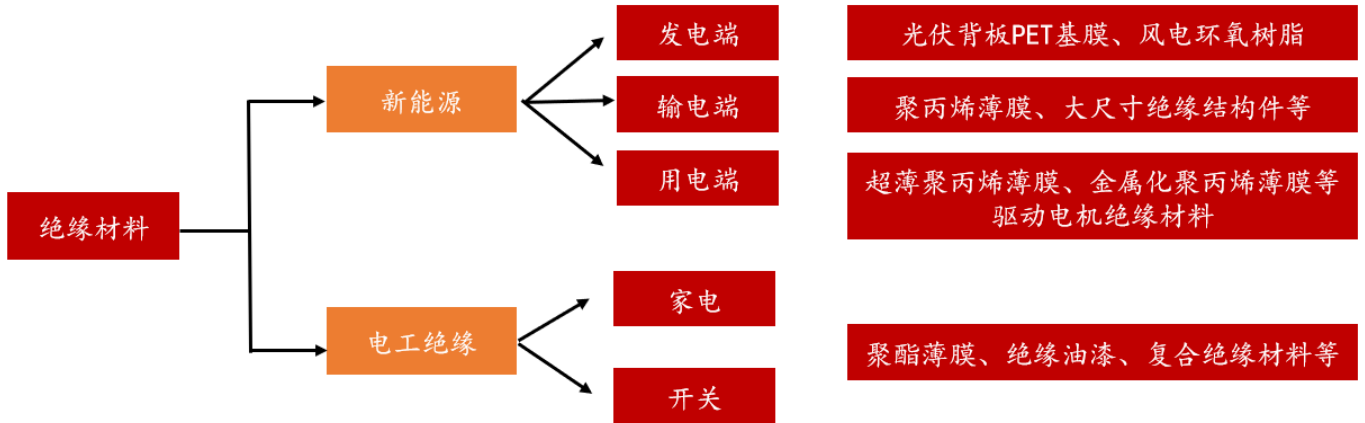 发电端
光伏背板PET基膜、风电环氧树脂
新能源
输电端
聚丙烯薄膜、大尺寸绝缘结构件等
用电端
超薄聚丙烯薄膜、金属化聚丙烯薄膜等
驱动电机绝缘材料
绝缘材料
家电
电工绝缘
聚酯薄膜、绝缘油漆、复合绝缘材料等
开关